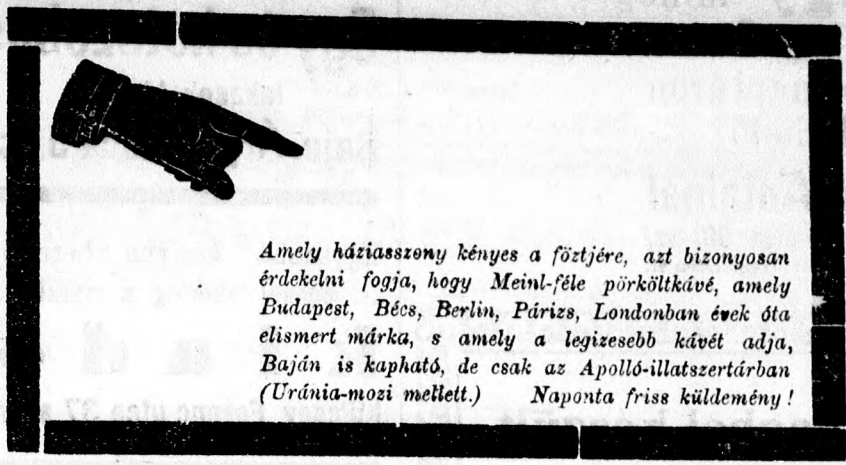 Amely háziasszony kényes a főztjére, azt bizonyosan
érdekelni fogja, hogy Meinl-féle pörköltkávé, amely
Budapest, Bécs, Berlin, Párizs, Londonban évek óta
elismert márka, s amely a legizesebb kávét adja,
Baján is kapható, de csak az Apolló-illatszertárban
(Uránia-mozi mellett.) Naponta friss küldemény!